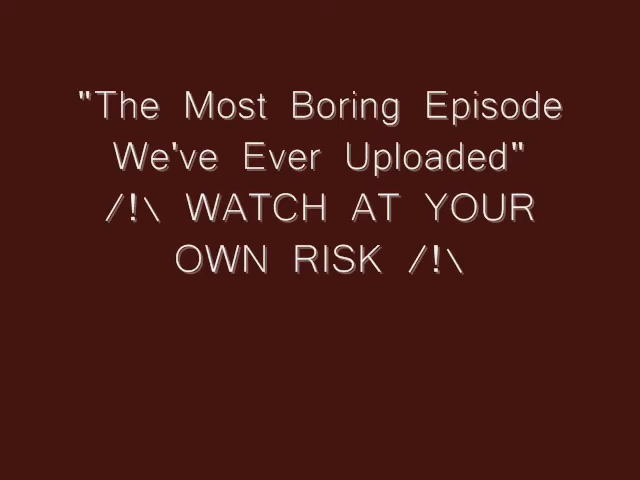 "The Most Boring Episode
We've Ever Uploaded"
/!\ WATCH AT YOUR
OWN RISK /!\